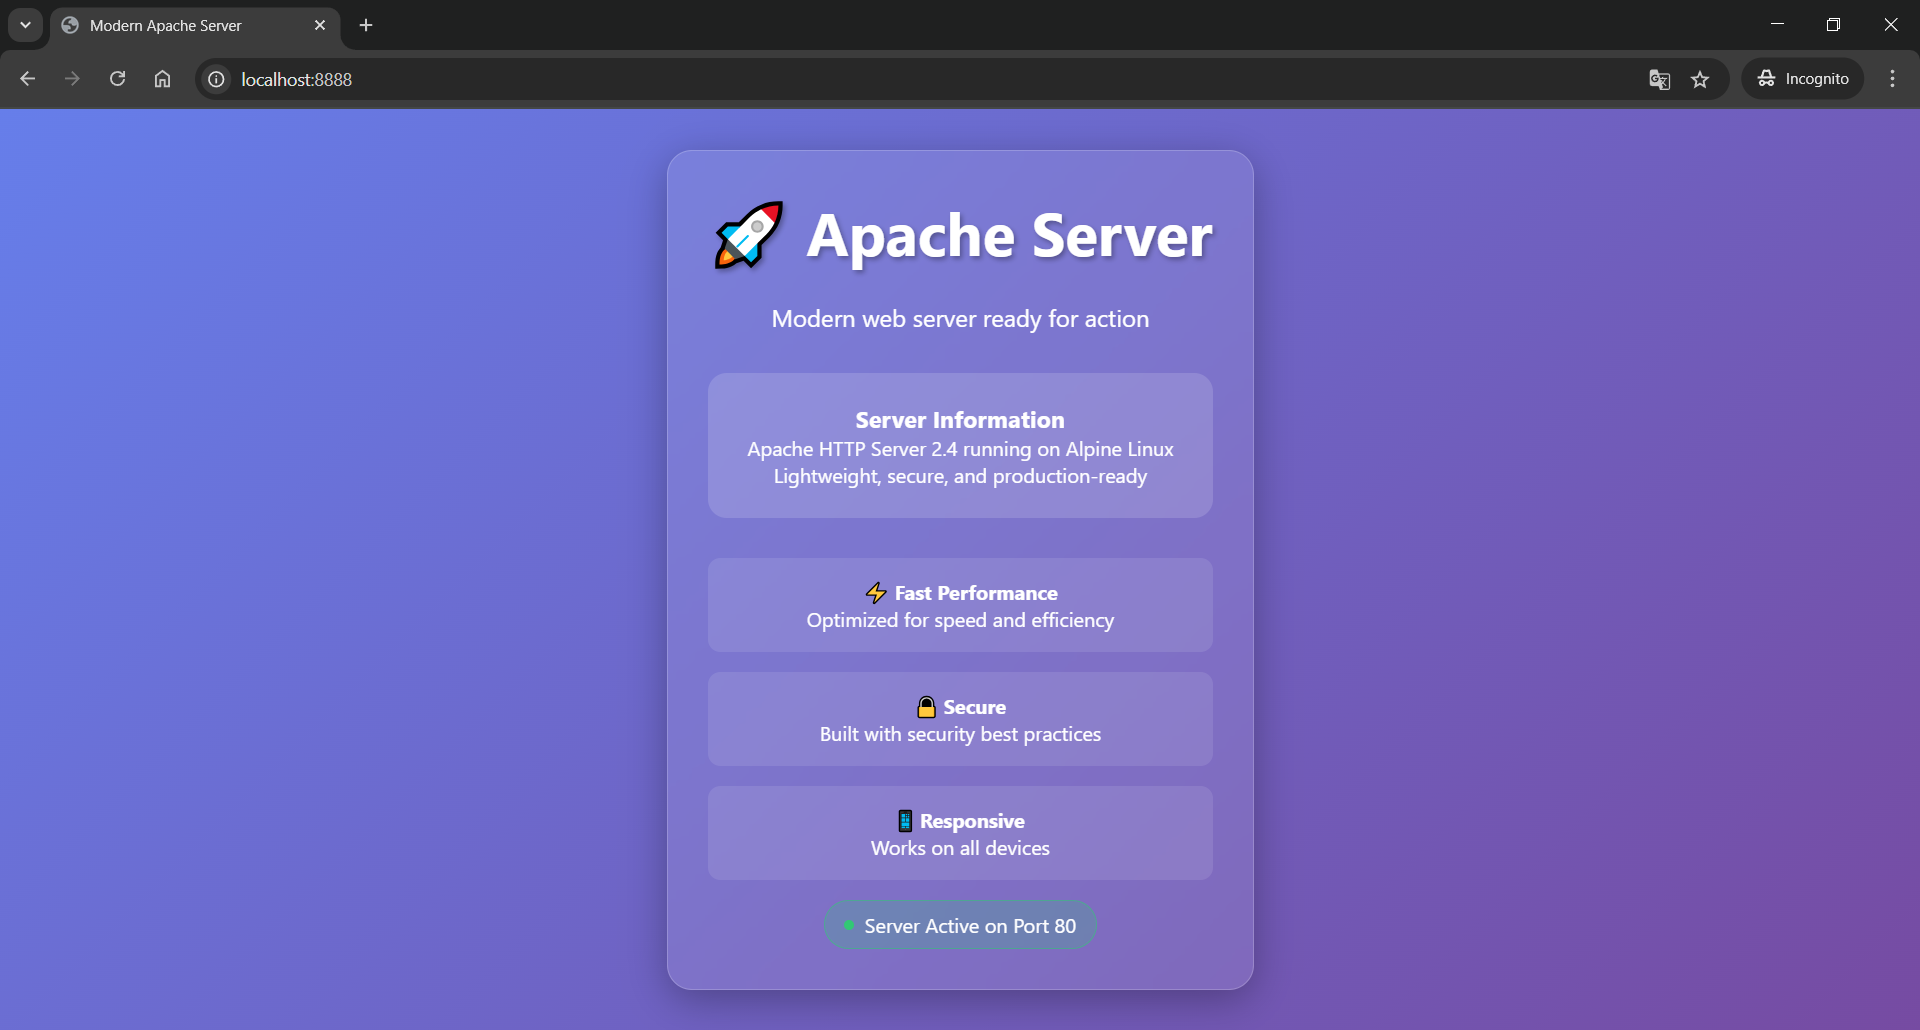 Modern Apache Server
localhost:8888
Incognito
🚀 Apache Server
Modern web server ready for action
Server Information
Apache HTTP Server 2.4 running on Alpine Linux
Lightweight, secure, and production-ready
⚡ Fast Performance
Optimized for speed and efficiency
🔒 Secure
Built with security best practices
📱 Responsive
Works on all devices
Server Active on Port 80